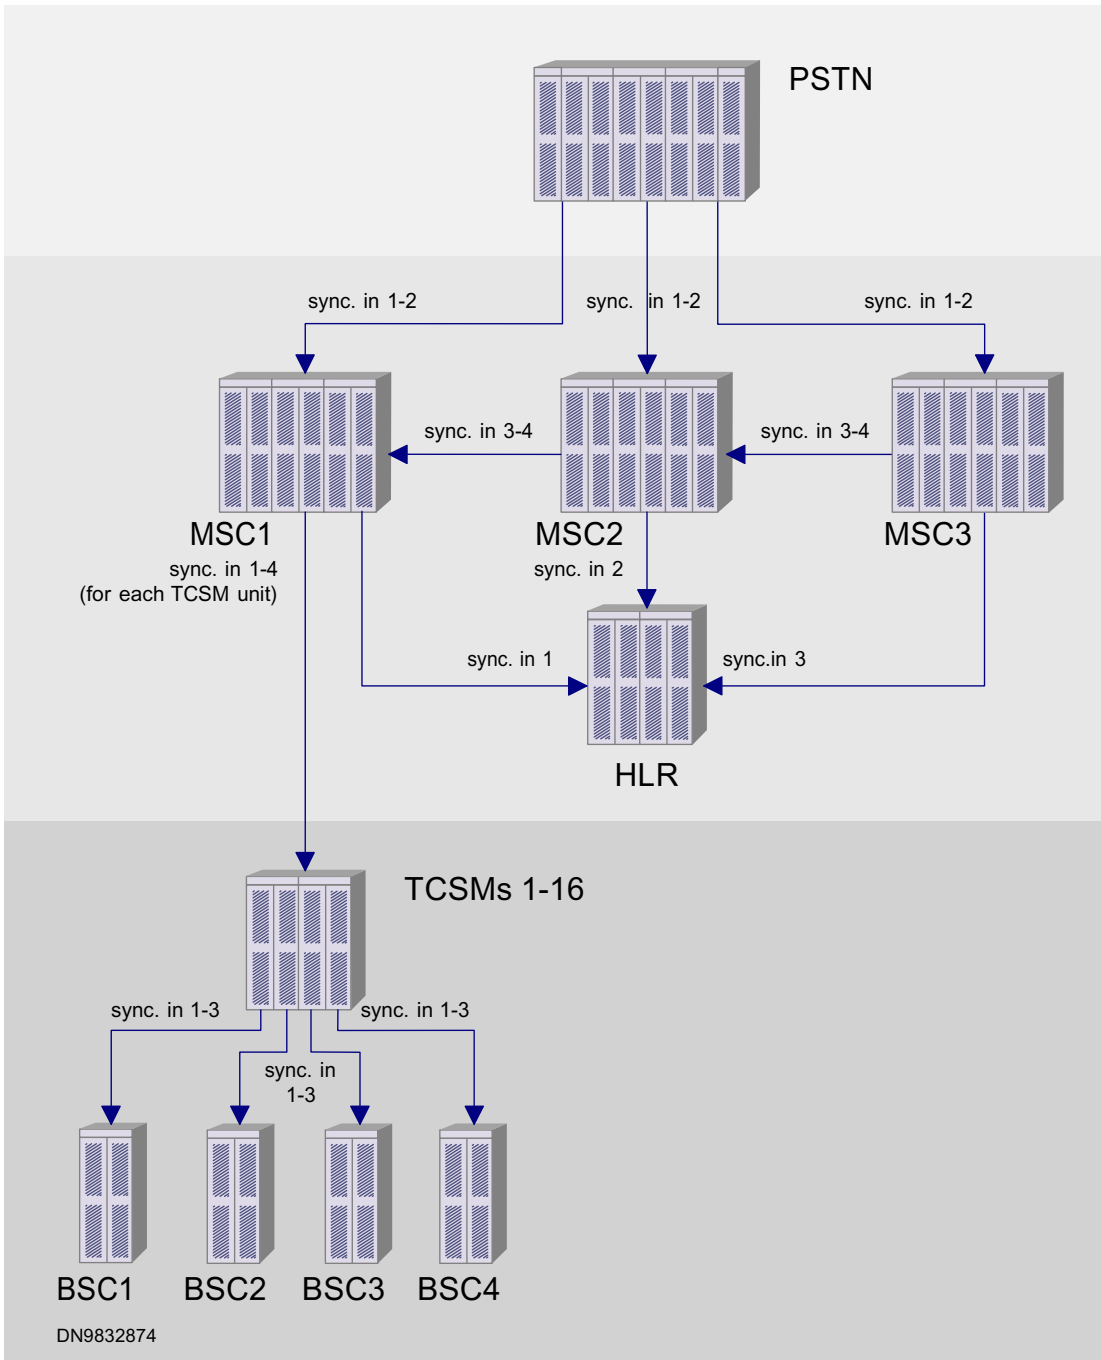 PSTN
sync. in 1-2
sync. in 1-2
sync. in 1-2
sync. in 3-4
sync. in 3-4
MSC1
MSC2
MSC3
sync. in 1-4
(for each TCSM unit)
sync. in 2
sync. in 1
sync.in 3
HLR
TCSMs 1-16
sync. in 1-3
sync. in 1-3
sync. in
1-3
BSC1
BSC2
BSC3
BSC4
DN9832874